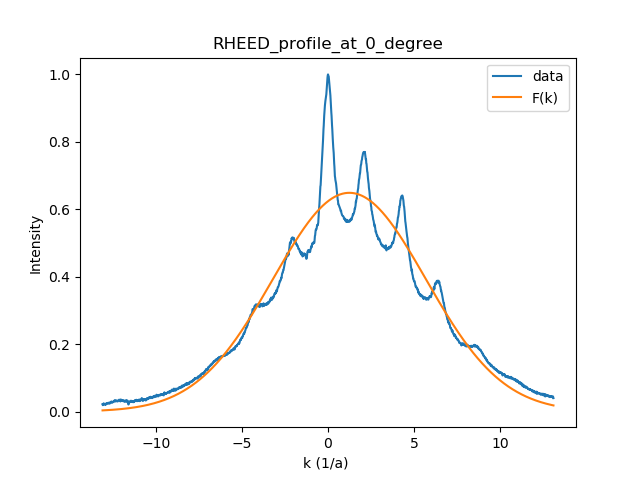 RHEED_profile_at_0_degree
data
F(k)
1.0
0.8
0.6
0.4
0.2
0.0
Intensity
−10
−5
0
5
10
k (1/a)